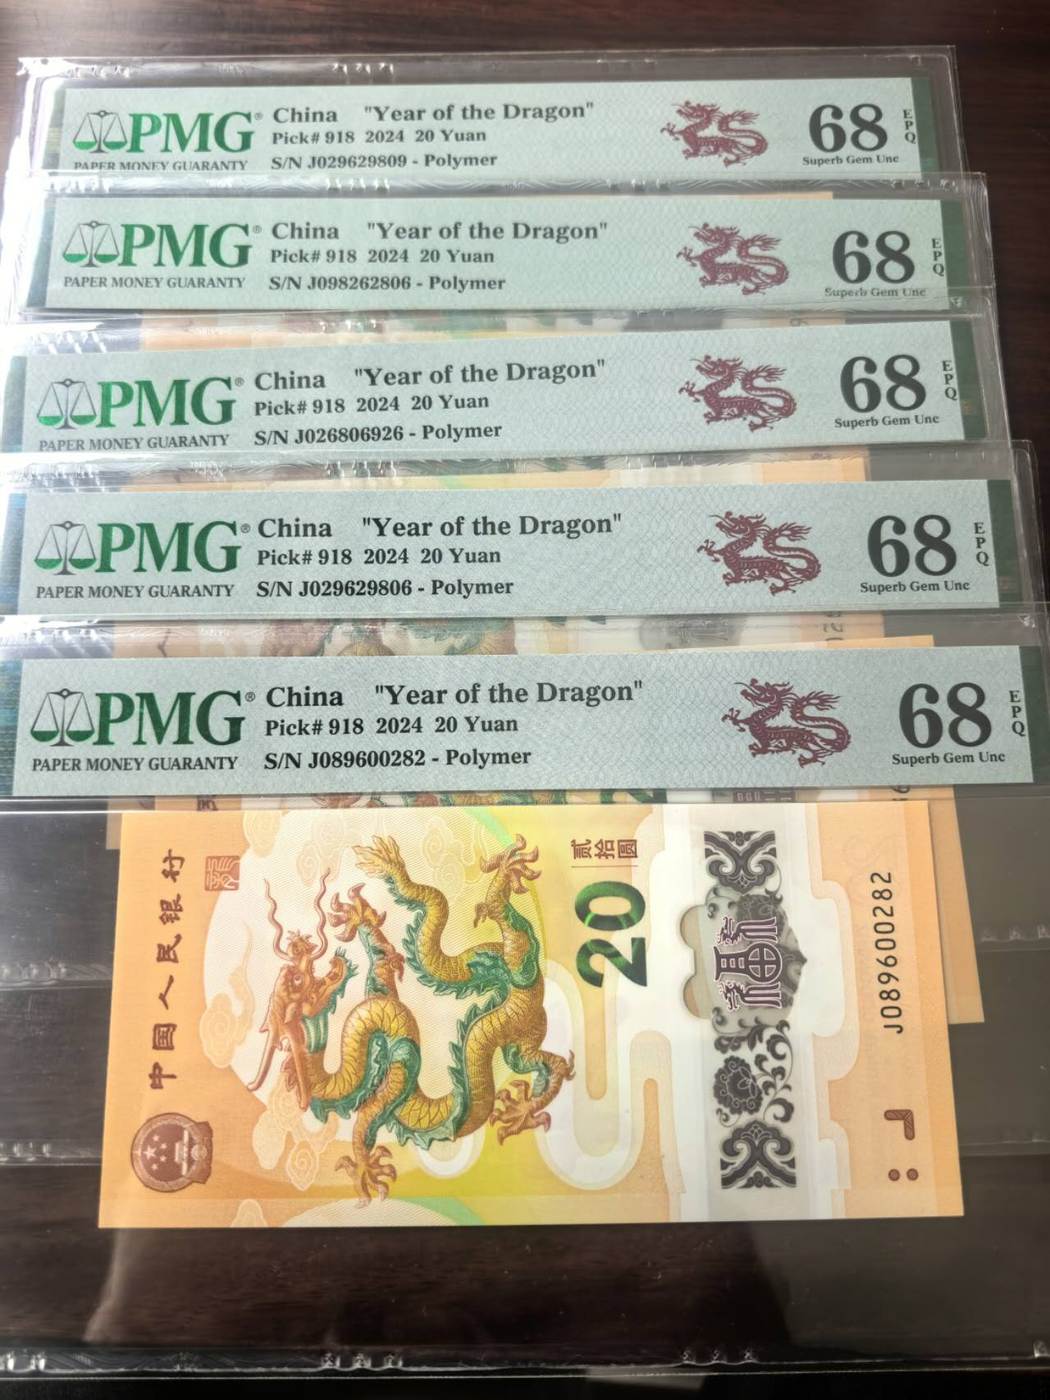 PMG®
PAPER MONEY GUARANTY
China "Year of the Dragon"
Pick# 918 2024 20 Yuan
S/N J029629809 - Polymer
68
EPQ
Superb Gem Unc
PMG®
PAPER MONEY GUARANTY
China "Year of the Dragon"
Pick# 918 2024 20 Yuan
S/N J098262806 - Polymer
68
EPQ
Superb Gem Unc
PMG®
PAPER MONEY GUARANTY
China "Year of the Dragon"
Pick# 918 2024 20 Yuan
S/N J026806926 - Polymer
68
EPQ
Superb Gem Unc
PMG®
PAPER MONEY GUARANTY
China "Year of the Dragon"
Pick# 918 2024 20 Yuan
S/N J029629806 - Polymer
68
EPQ
Superb Gem Unc
PMG®
PAPER MONEY GUARANTY
China "Year of the Dragon"
Pick# 918 2024 20 Yuan
S/N J089600282 - Polymer
68
EPQ
Superb Gem Unc
中国人民银行
贰拾圆
20
J089600282